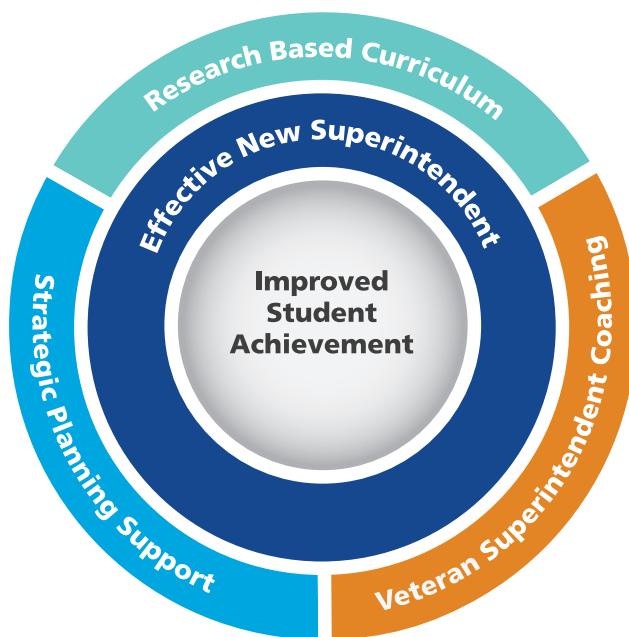 Research Based Curriculum
Effective New Superintendent
Improved
Student
Achievement
Strategic Planning Support
Veteran Superintendent Coaching